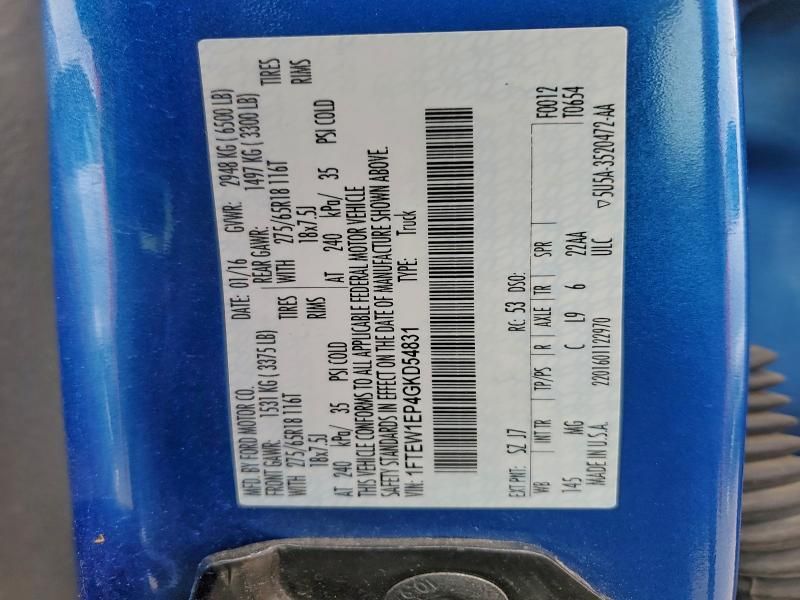 MFD. BY FORD MOTOR CO. DATE: 01/16 GVWR: 2948 KG ( 6500 LB)
FRONT GAWR: 1531 KG ( 3375 LB) REAR GAWR: 1497 KG ( 3300 LB)
WITH 275/65R18 116T TIRES WITH 275/65R18 116T TIRES
18x7.5J RIMS 18x7.5J RIMS
AT 240 kPa/ 35 PSI COLD AT 240 kPa/ 35 PSI COLD
THIS VEHICLE CONFORMS TO ALL APPLICABLE FEDERAL MOTOR VEHICLE
SAFETY STANDARDS IN EFFECT ON THE DATE OF MANUFACTURE SHOWN ABOVE.
VIN: 1FTEW1EP4GKD54831 TYPE: Truck
EXT PNT: SZ J7 RC: 53 DSO: F0012
WB INT TR TP/PS R AXLE TR SPR T0654
145 MG C L9 6 22AA
MADE IN U.S.A. 2201601122970 ULC ▽5U5A-3520472-AA